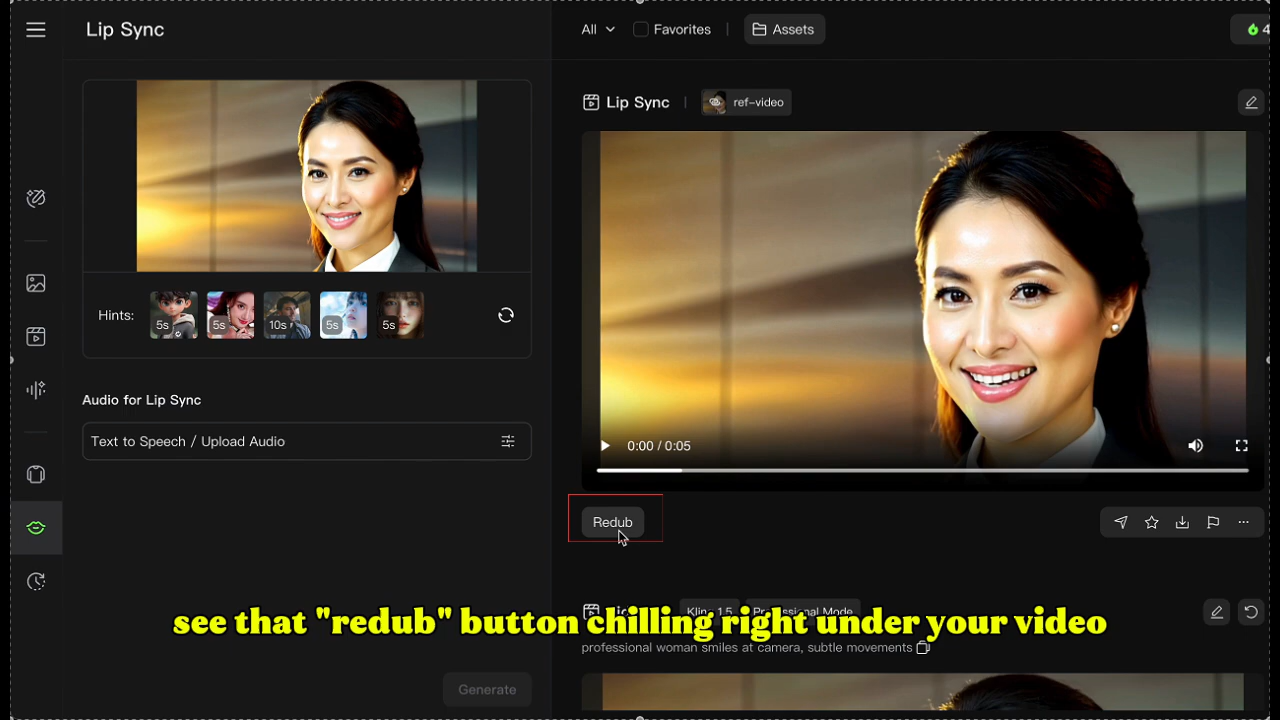 Lip Sync
All
Favorites
Assets
4
Lip Sync
ref-video
Hints:
5s
5s
10s
5s
5s
Audio for Lip Sync
Text to Speech / Upload Audio
0:00 / 0:05
Redub
see that "redub" button chilling right under your video
professional woman smiles at camera, subtle movements
Generate